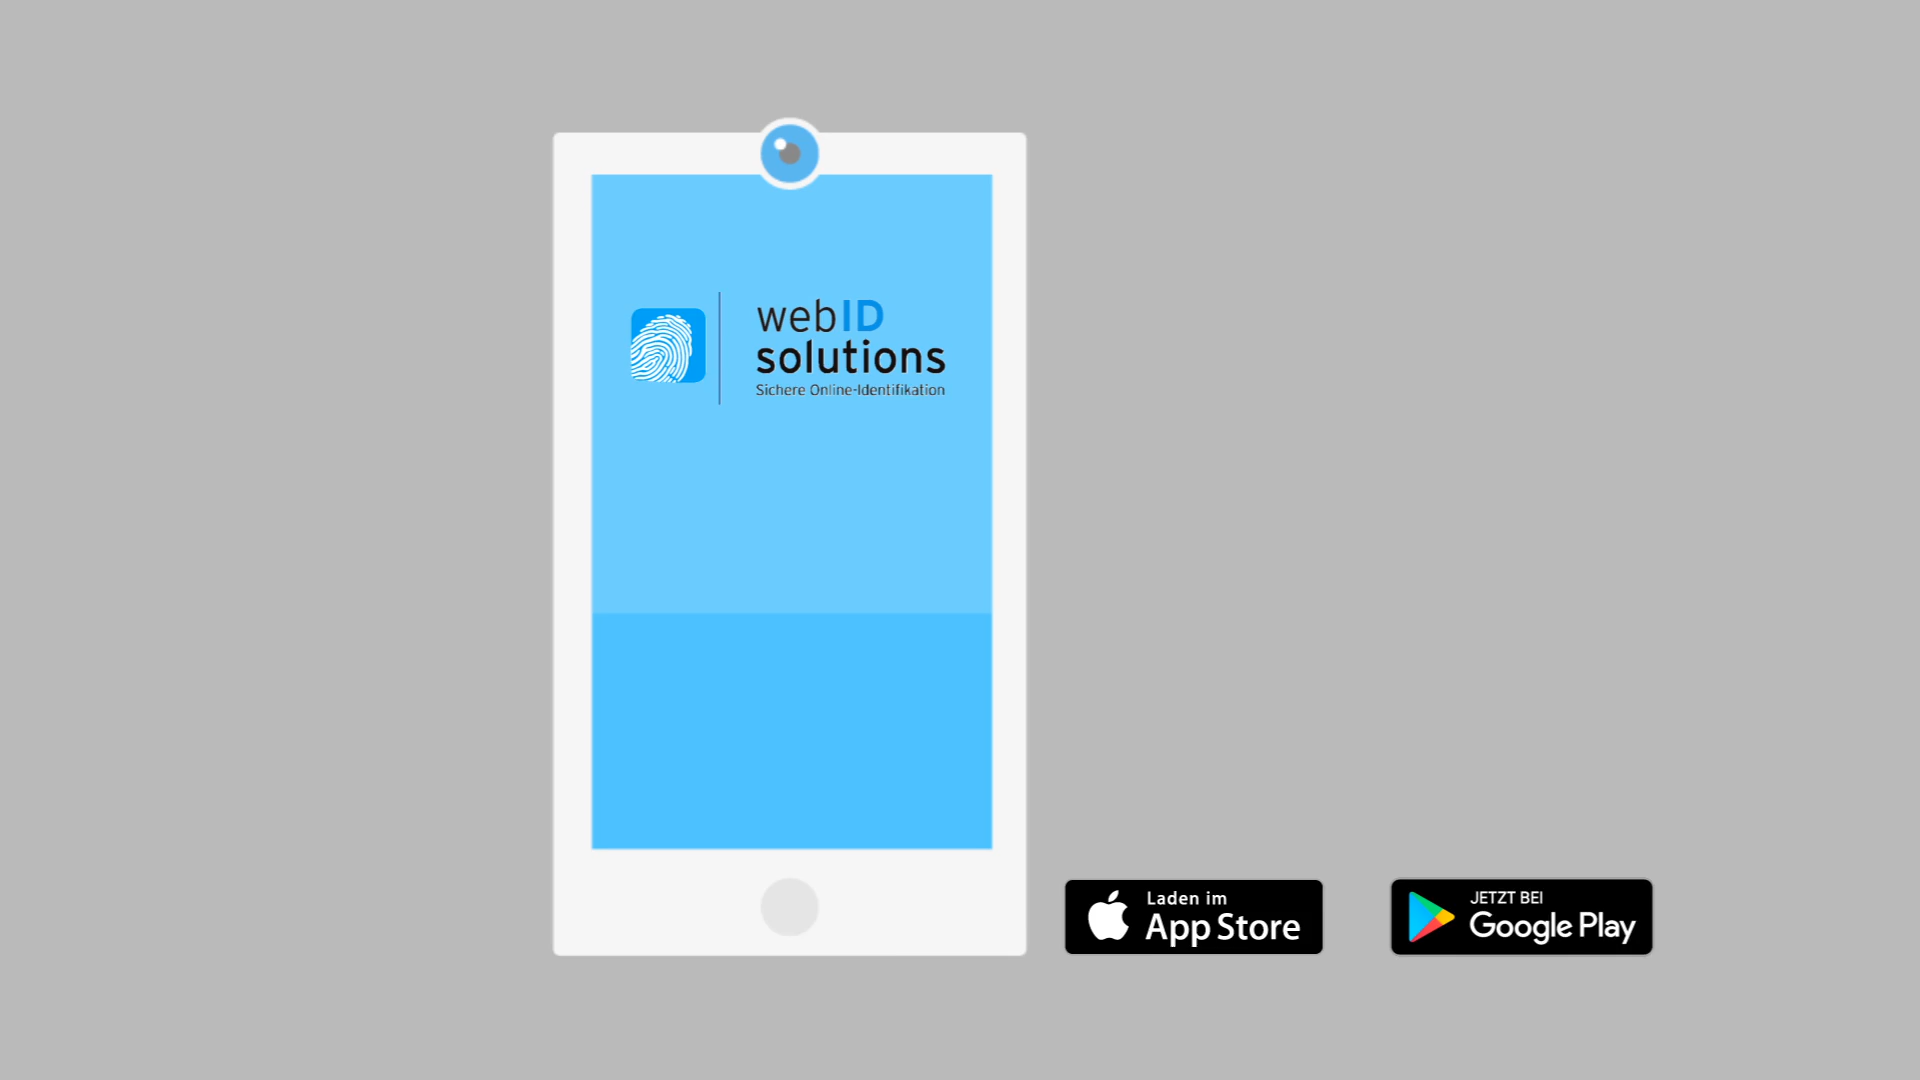 webID
solutions
Sichere Online-Identifikation
Laden im
App Store
JETZT BEI
Google Play